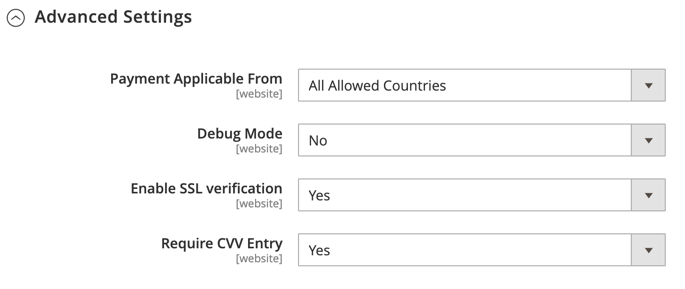 Advanced Settings
Payment Applicable From
[website]
All Allowed Countries
Debug Mode
[website]
No
Enable SSL verification
[website]
Yes
Require CVV Entry
[website]
Yes